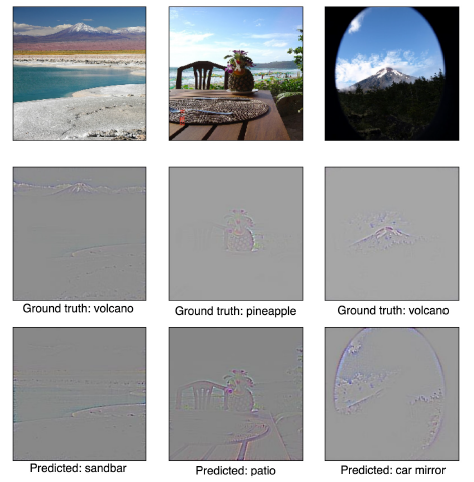 Ground truth: volcano
Ground truth: pineapple
Ground truth: volcano
Predicted: sandbar
Predicted: patio
Predicted: car mirror